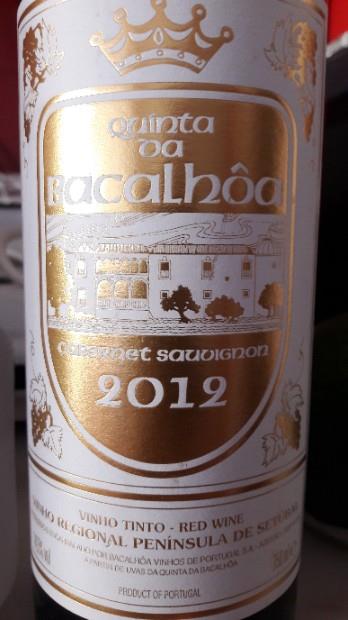 Quinta
da
Bacalhôa
Cabernet Sauvignon
2012
VINHO TINTO - RED WINE
VINHO REGIONAL PENÍNSULA DE SETÚBAL
POR BACALHÔA VINHOS DE PORTUGAL S.A.
A PARTIR DE UVAS DA QUINTA DA BACALHÔA
PRODUCT OF PORTUGAL